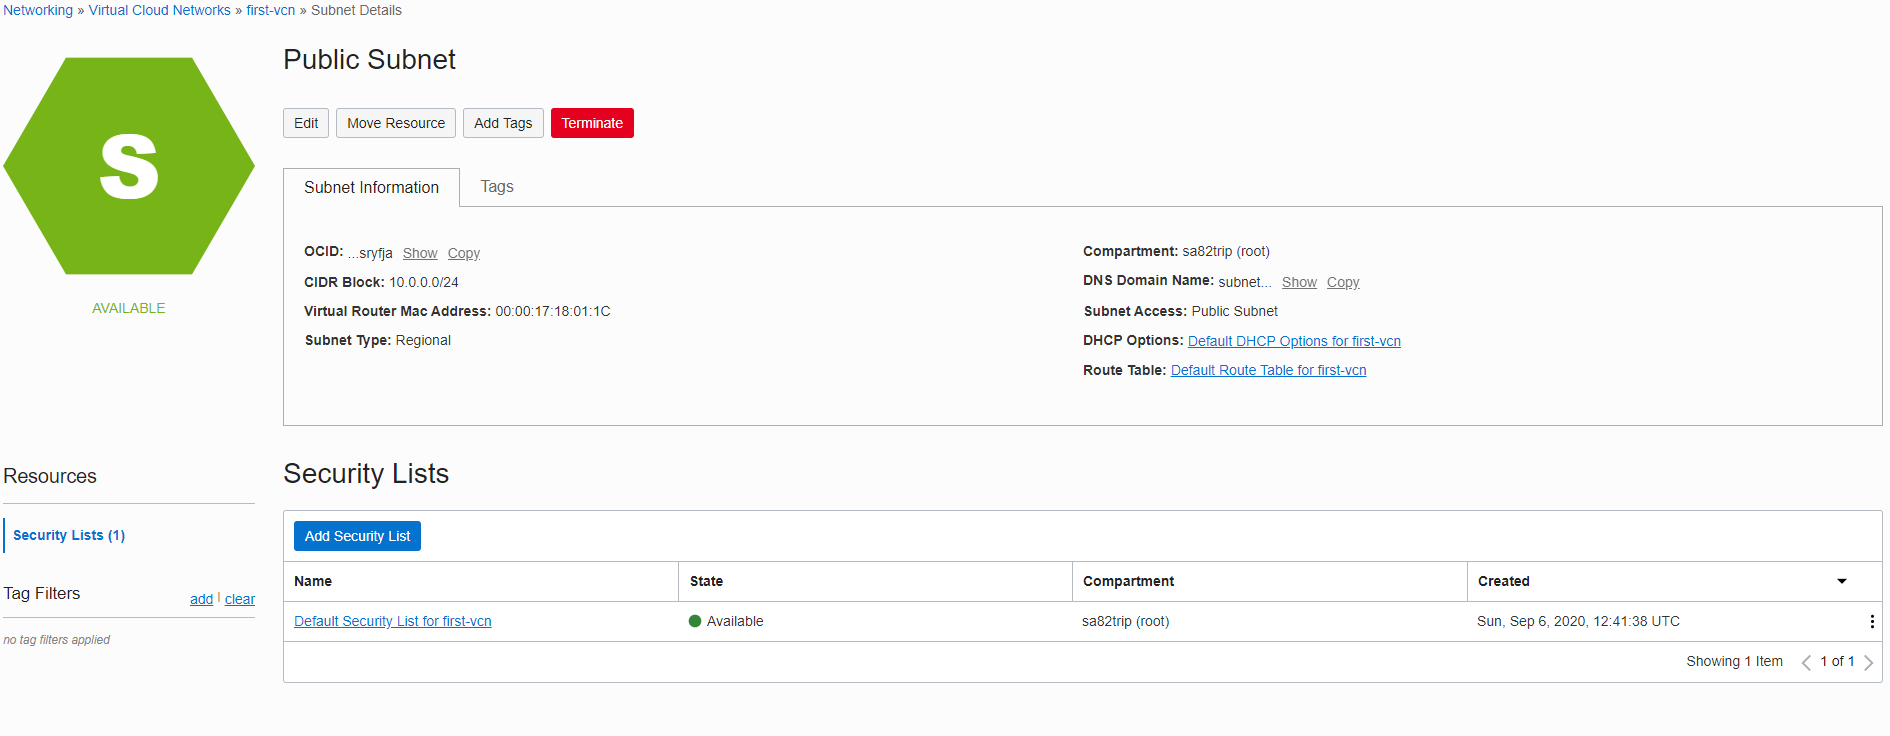 Networking » Virtual Cloud Networks » first-vcn » Subnet Details
S
AVAILABLE
Public Subnet
Edit Move Resource Add Tags Terminate
Subnet Information Tags
OCID: ...sryfja Show Copy
CIDR Block: 10.0.0.0/24
Virtual Router Mac Address: 00:00:17:18:01:1C
Subnet Type: Regional
Compartment: sa82trip (root)
DNS Domain Name: subnet... Show Copy
Subnet Access: Public Subnet
DHCP Options: Default DHCP Options for first-vcn
Route Table: Default Route Table for first-vcn
Resources
Security Lists (1)
Tag Filters add | clear
no tag filters applied
Security Lists
Add Security List
Name State Compartment Created
Default Security List for first-vcn Available sa82trip (root) Sun, Sep 6, 2020, 12:41:38 UTC
Showing 1 Item 1 of 1